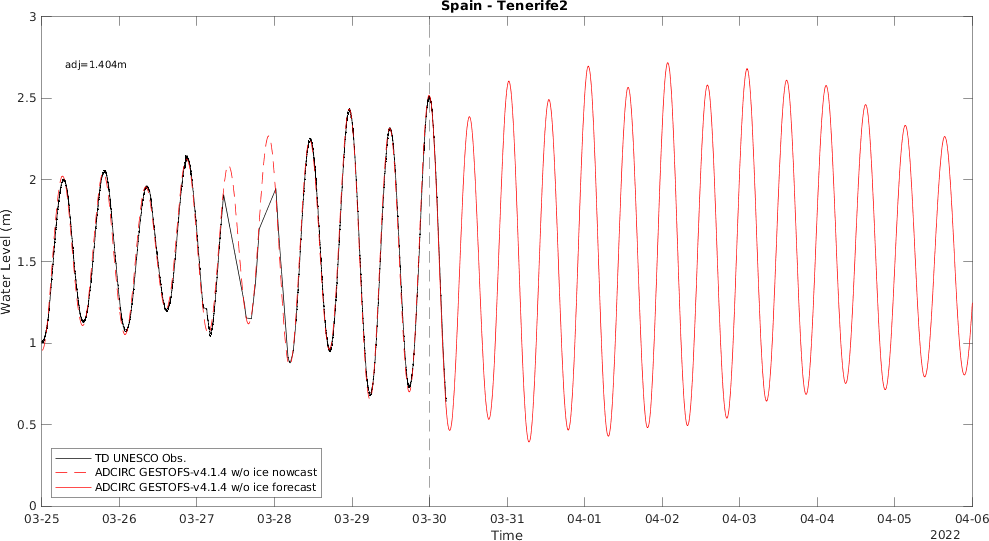 Spain - Tenerife2
adj=1.404m
Water Level (m)
3
2.5
2
1.5
1
0.5
0
TD UNESCO Obs.
ADCIRC GESTOFS-v4.1.4 w/o ice nowcast
ADCIRC GESTOFS-v4.1.4 w/o ice forecast
03-25 03-26 03-27 03-28 03-29 03-30 03-31 04-01 04-02 04-03 04-04 04-05 04-06
Time
2022